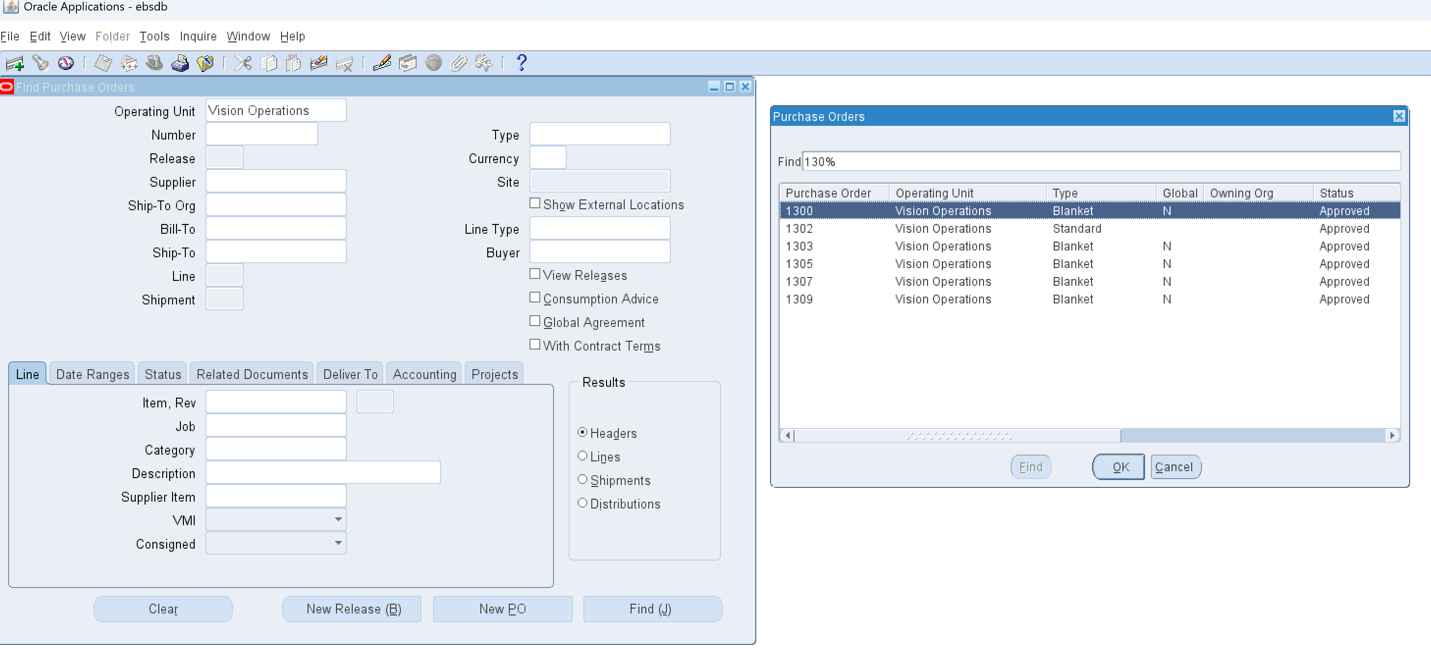 Oracle Applications - ebsdb
File Edit View Folder Tools Inquire Window Help
Find Purchase Orders
Operating Unit Vision Operations
Number Type
Release Currency
Supplier Site
Ship-To Org Show External Locations
Bill-To Line Type
Ship-To Buyer
Line View Releases
Shipment Consumption Advice
Global Agreement
With Contract Terms
Line Date Ranges Status Related Documents Deliver To Accounting Projects
Item, Rev
Job
Category
Description
Supplier Item
VMI
Consigned
Results
Headers
Lines
Shipments
Distributions
Clear New Release (B) New PO Find (J)
Purchase Orders
Find 130%
Purchase Order Operating Unit Type Global Owning Org Status
1300 Vision Operations Blanket N Approved
1302 Vision Operations Standard Approved
1303 Vision Operations Blanket N Approved
1305 Vision Operations Blanket N Approved
1307 Vision Operations Blanket N Approved
1309 Vision Operations Blanket N Approved
Find OK Cancel